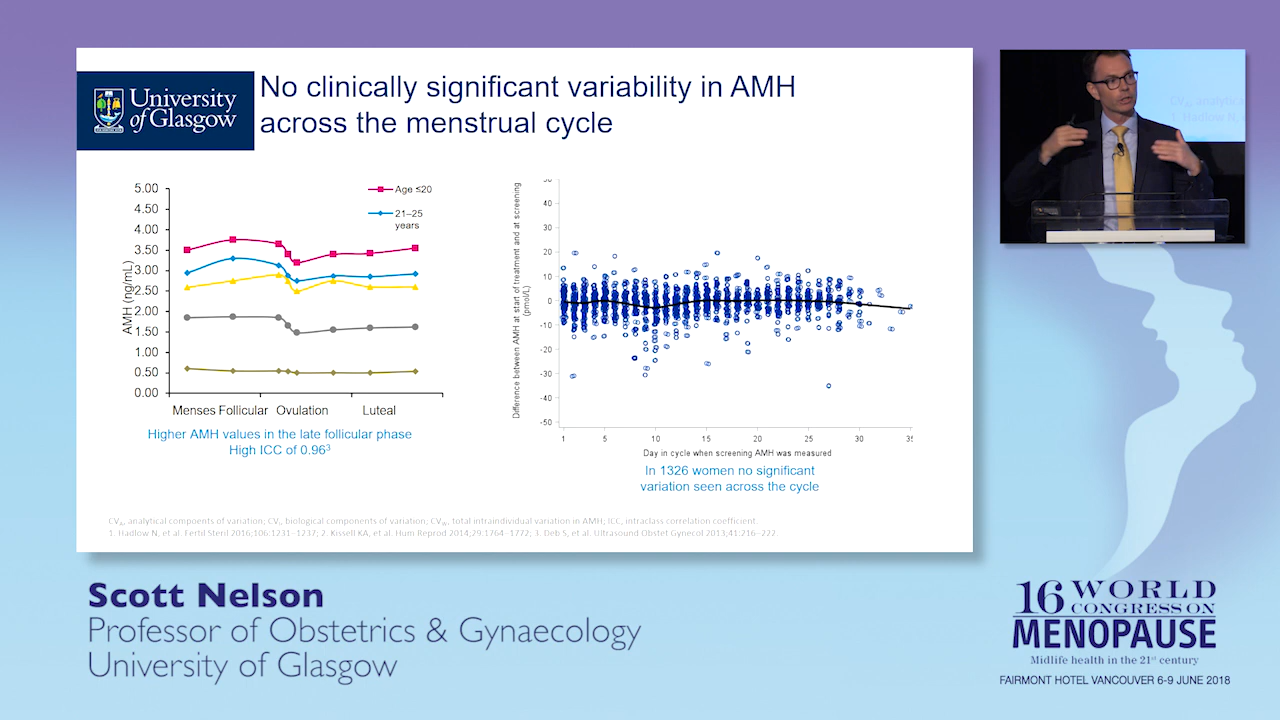 University
of Glasgow
No clinically significant variability in AMH
across the menstrual cycle
AMH (ng/mL)
5.00
4.50
4.00
3.50
3.00
2.50
2.00
1.50
1.00
0.50
0.00
Age ≤20
21–25
years
Menses Follicular Ovulation Luteal
Higher AMH values in the late follicular phase
High ICC of 0.96³
Difference between AMH at start of treatment and at screening
(pmol/L)
50
40
30
20
10
0
-10
-20
-30
-40
-50
1 5 10 15 20 25 30 35
Day in cycle when screening AMH was measured
In 1326 women no significant
variation seen across the cycle
CVₐ, analytical compoents of variation; CVᵢ, biological components of variation; CVw, total intraindividual variation in AMH; ICC, intraclass correlation coefficient.
1. Hadlow N, et al. Fertil Steril 2016;106:1231–1237; 2. Kissell KA, et al. Hum Reprod 2014;29.1764–1772; 3. Deb S, et al. Ultrasound Obstet Gynecol 2013;41:216–222.
Scott Nelson
Professor of Obstetrics & Gynaecology
University of Glasgow
16 WORLD
CONGRESS ON
MENOPAUSE
Midlife health in the 21st century
FAIRMONT HOTEL VANCOUVER 6-9 JUNE 2018